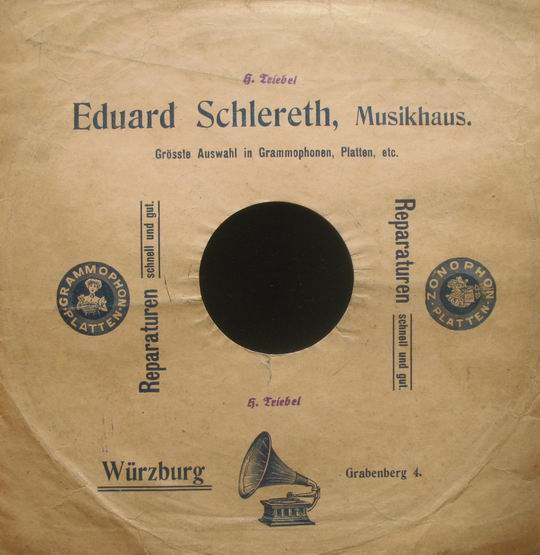 H. Triebel
Eduard Schlereth, Musikhaus.
Grösste Auswahl in Grammophonen, Platten, etc.
Reparaturen schnell und gut.
GRAMMOPHON
PLATTEN
Reparaturen schnell und gut.
ZONOPHON
PLATTEN
H. Triebel
Würzburg
Grabenberg 4.